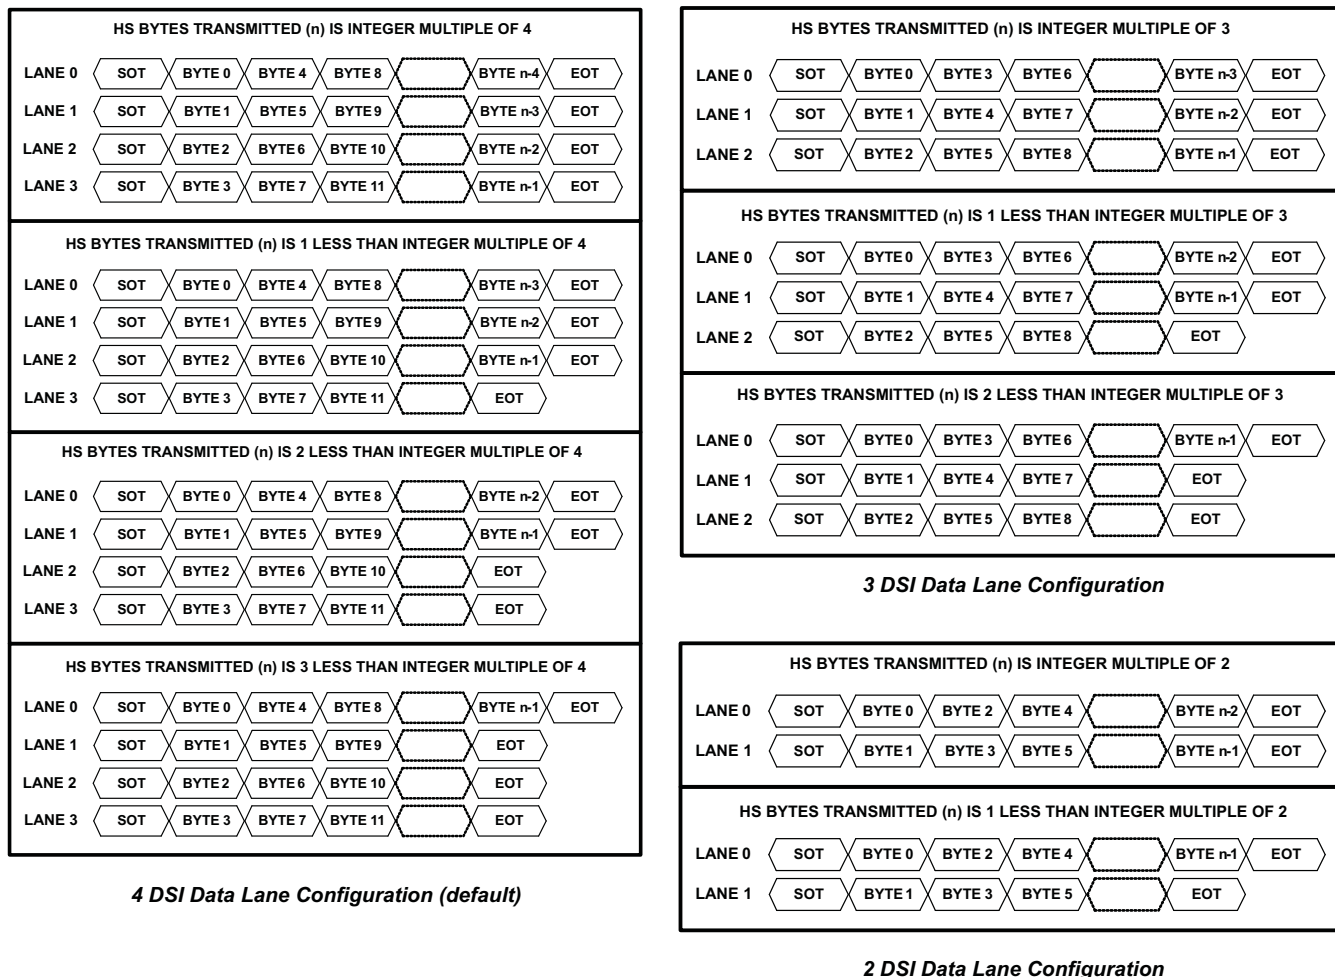 HS BYTES TRANSMITTED (n) IS INTEGER MULTIPLE OF 4
LANE 0 SOT BYTE 0 BYTE 4 BYTE 8 BYTE n-4 EOT
LANE 1 SOT BYTE 1 BYTE 5 BYTE 9 BYTE n-3 EOT
LANE 2 SOT BYTE 2 BYTE 6 BYTE 10 BYTE n-2 EOT
LANE 3 SOT BYTE 3 BYTE 7 BYTE 11 BYTE n-1 EOT
HS BYTES TRANSMITTED (n) IS 1 LESS THAN INTEGER MULTIPLE OF 4
LANE 0 SOT BYTE 0 BYTE 4 BYTE 8 BYTE n-3 EOT
LANE 1 SOT BYTE 1 BYTE 5 BYTE 9 BYTE n-2 EOT
LANE 2 SOT BYTE 2 BYTE 6 BYTE 10 BYTE n-1 EOT
LANE 3 SOT BYTE 3 BYTE 7 BYTE 11 EOT
HS BYTES TRANSMITTED (n) IS 2 LESS THAN INTEGER MULTIPLE OF 4
LANE 0 SOT BYTE 0 BYTE 4 BYTE 8 BYTE n-2 EOT
LANE 1 SOT BYTE 1 BYTE 5 BYTE 9 BYTE n-1 EOT
LANE 2 SOT BYTE 2 BYTE 6 BYTE 10 EOT
LANE 3 SOT BYTE 3 BYTE 7 BYTE 11 EOT
HS BYTES TRANSMITTED (n) IS 3 LESS THAN INTEGER MULTIPLE OF 4
LANE 0 SOT BYTE 0 BYTE 4 BYTE 8 BYTE n-1 EOT
LANE 1 SOT BYTE 1 BYTE 5 BYTE 9 EOT
LANE 2 SOT BYTE 2 BYTE 6 BYTE 10 EOT
LANE 3 SOT BYTE 3 BYTE 7 BYTE 11 EOT
4 DSI Data Lane Configuration (default)
HS BYTES TRANSMITTED (n) IS INTEGER MULTIPLE OF 3
LANE 0 SOT BYTE 0 BYTE 3 BYTE 6 BYTE n-3 EOT
LANE 1 SOT BYTE 1 BYTE 4 BYTE 7 BYTE n-2 EOT
LANE 2 SOT BYTE 2 BYTE 5 BYTE 8 BYTE n-1 EOT
HS BYTES TRANSMITTED (n) IS 1 LESS THAN INTEGER MULTIPLE OF 3
LANE 0 SOT BYTE 0 BYTE 3 BYTE 6 BYTE n-2 EOT
LANE 1 SOT BYTE 1 BYTE 4 BYTE 7 BYTE n-1 EOT
LANE 2 SOT BYTE 2 BYTE 5 BYTE 8 EOT
HS BYTES TRANSMITTED (n) IS 2 LESS THAN INTEGER MULTIPLE OF 3
LANE 0 SOT BYTE 0 BYTE 3 BYTE 6 BYTE n-1 EOT
LANE 1 SOT BYTE 1 BYTE 4 BYTE 7 EOT
LANE 2 SOT BYTE 2 BYTE 5 BYTE 8 EOT
3 DSI Data Lane Configuration
HS BYTES TRANSMITTED (n) IS INTEGER MULTIPLE OF 2
LANE 0 SOT BYTE 0 BYTE 2 BYTE 4 BYTE n-2 EOT
LANE 1 SOT BYTE 1 BYTE 3 BYTE 5 BYTE n-1 EOT
HS BYTES TRANSMITTED (n) IS 1 LESS THAN INTEGER MULTIPLE OF 2
LANE 0 SOT BYTE 0 BYTE 2 BYTE 4 BYTE n-1 EOT
LANE 1 SOT BYTE 1 BYTE 3 BYTE 5 EOT
2 DSI Data Lane Configuration